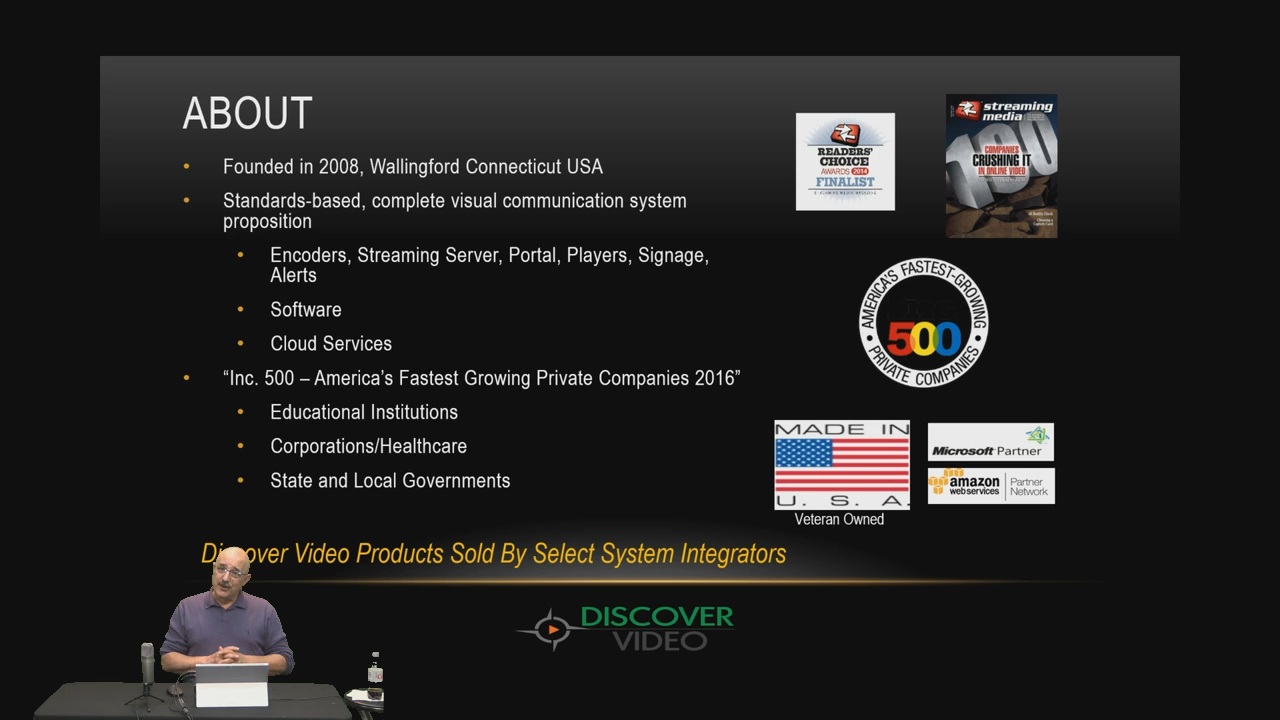 ABOUT
• Founded in 2008, Wallingford Connecticut USA
• Standards-based, complete visual communication system
proposition
• Encoders, Streaming Server, Portal, Players, Signage,
Alerts
• Software
• Cloud Services
• “Inc. 500 – America’s Fastest Growing Private Companies 2016”
• Educational Institutions
• Corporations/Healthcare
• State and Local Governments
READERS'
CHOICE
AWARDS 2014
FINALIST
streaming
media
100
COMPANIES
CRUSHING IT
IN ONLINE VIDEO
AMERICA'S FASTEST-GROWING
Inc.
500
• PRIVATE COMPANIES •
MADE IN
U. S. A.
Veteran Owned
Microsoft Partner
amazon
webservices
Partner
Network
Discover Video Products Sold By Select System Integrators
DISCOVER
VIDEO